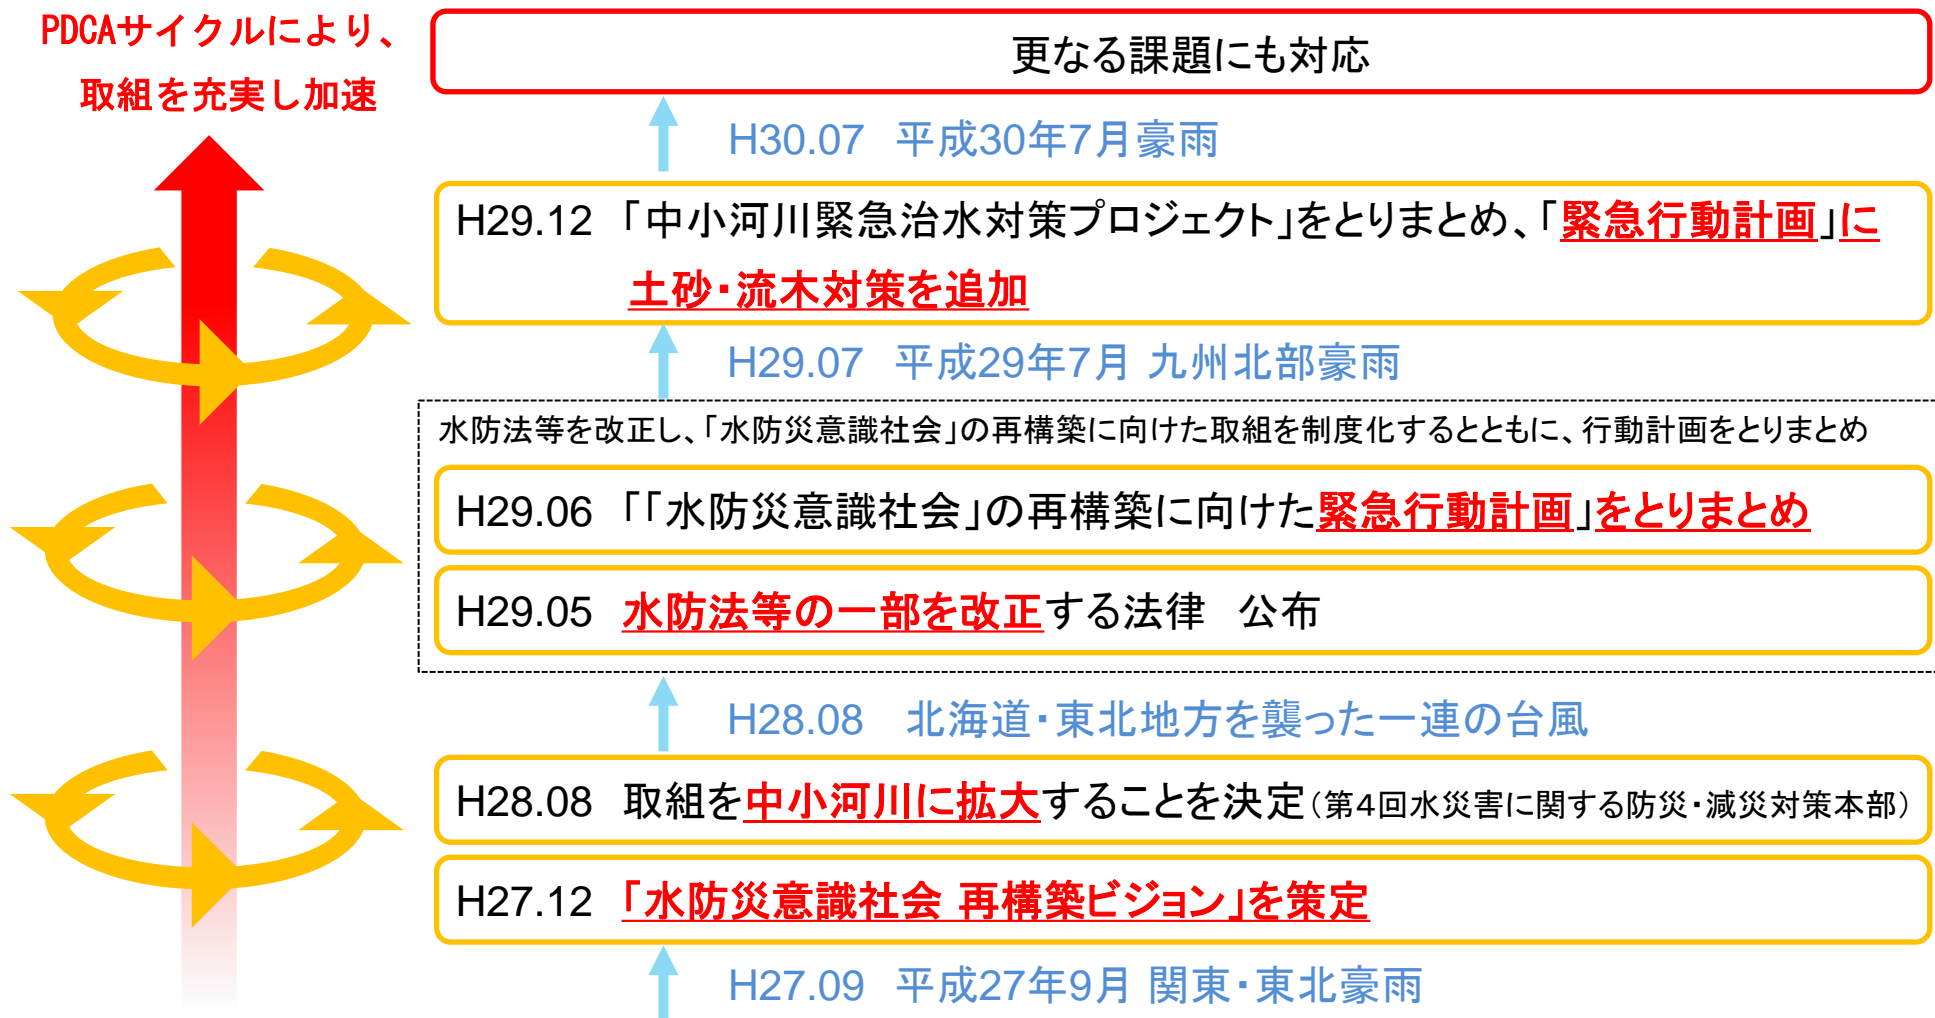 PDCAサイクルにより、
取組を充実し加速
更なる課題にも対応
H30.07 平成30年7月豪雨
H29.12 「中小河川緊急治水対策プロジェクト」をとりまとめ、「緊急行動計画」に
土砂・流木対策を追加
H29.07 平成29年7月 九州北部豪雨
水防法等を改正し、「水防災意識社会」の再構築に向けた取組を制度化するとともに、行動計画をとりまとめ
H29.06 「「水防災意識社会」の再構築に向けた緊急行動計画」をとりまとめ
H29.05 水防法等の一部を改正する法律　公布
H28.08 北海道・東北地方を襲った一連の台風
H28.08 取組を中小河川に拡大することを決定（第4回水災害に関する防災・減災対策本部）
H27.12 「水防災意識社会 再構築ビジョン」を策定
H27.09 平成27年9月 関東・東北豪雨